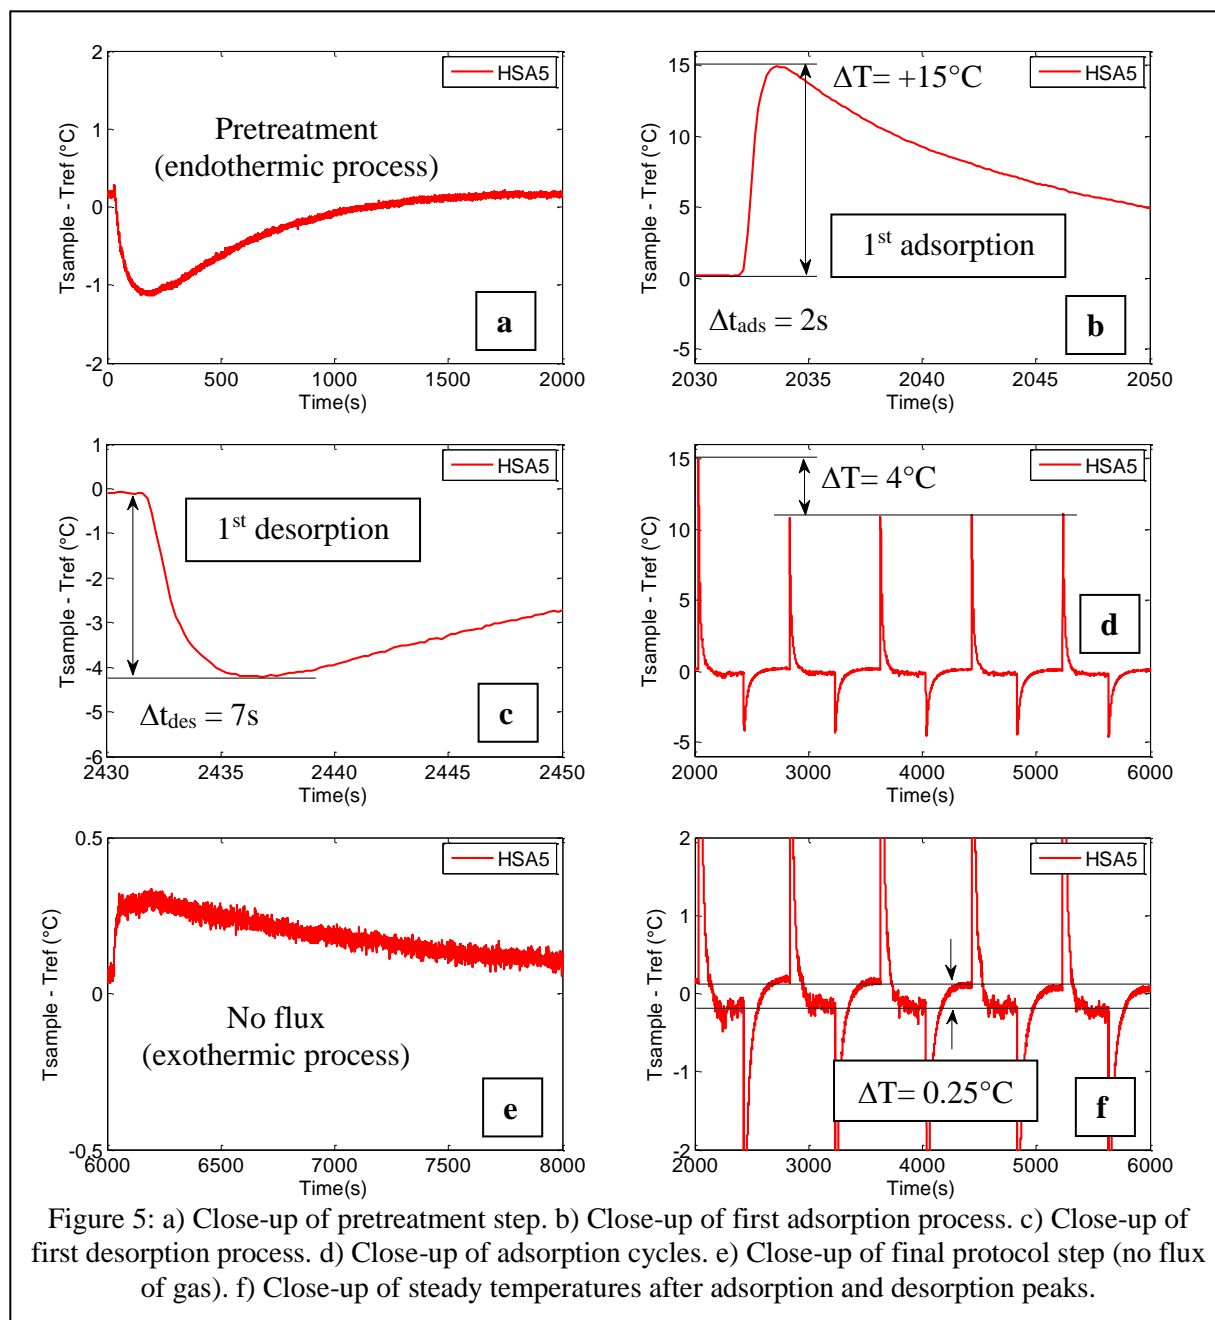 2
1
0
-1
-2
Tsample - Tref (°C)
HSA5
Pretreatment
(endothermic process)
a
0
500
1000
1500
2000
Time(s)
15
10
5
0
-5
Tsample - Tref (°C)
HSA5
ΔT= +15°C
1st adsorption
Δtads = 2s
b
2030
2035
2040
2045
2050
Time(s)
1
0
-1
-2
-3
-4
-5
-6
Tsample - Tref (°C)
HSA5
1st desorption
Δtdes = 7s
c
2430
2435
2440
2445
2450
Time(s)
15
10
5
0
-5
Tsample - Tref (°C)
HSA5
ΔT= 4°C
d
2000
3000
4000
5000
6000
Time(s)
0.5
0
-0.5
Tsample - Tref (°C)
HSA5
No flux
(exothermic process)
e
6000
6500
7000
7500
8000
Time(s)
2
1
0
-1
-2
Tsample - Tref (°C)
HSA5
ΔT= 0.25°C
f
2000
3000
4000
5000
6000
Time(s)
Figure 5: a) Close-up of pretreatment step. b) Close-up of first adsorption process. c) Close-up of
first desorption process. d) Close-up of adsorption cycles. e) Close-up of final protocol step (no flux
of gas). f) Close-up of steady temperatures after adsorption and desorption peaks.